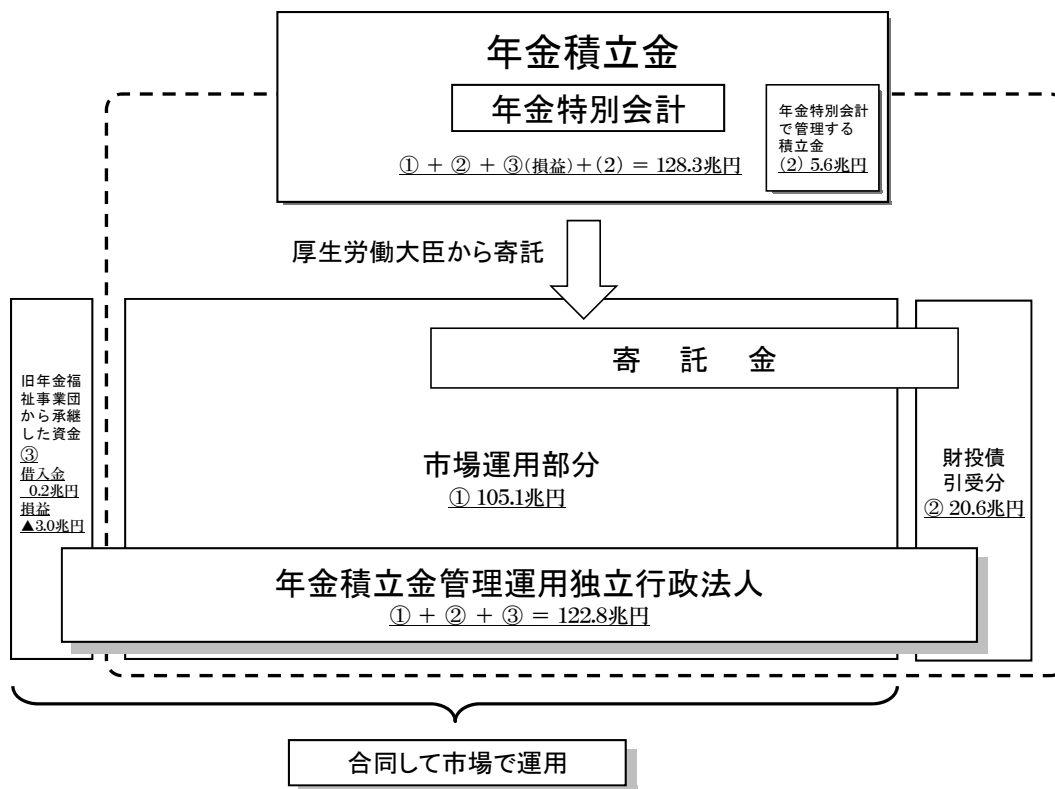 年金積立金
年金特別会計
① + ② + ③(損益)+(2) = 128.3兆円
年金特別会計
で管理する
積立金
(2) 5.6兆円
厚生労働大臣から寄託
寄 託 金
旧年金福
祉事業団
から承継
した資金
③
借入金
0.2兆円
損益
▲3.0兆円
市場運用部分
① 105.1兆円
財投債
引受分
② 20.6兆円
年金積立金管理運用独立行政法人
① + ② + ③ = 122.8兆円
合同して市場で運用